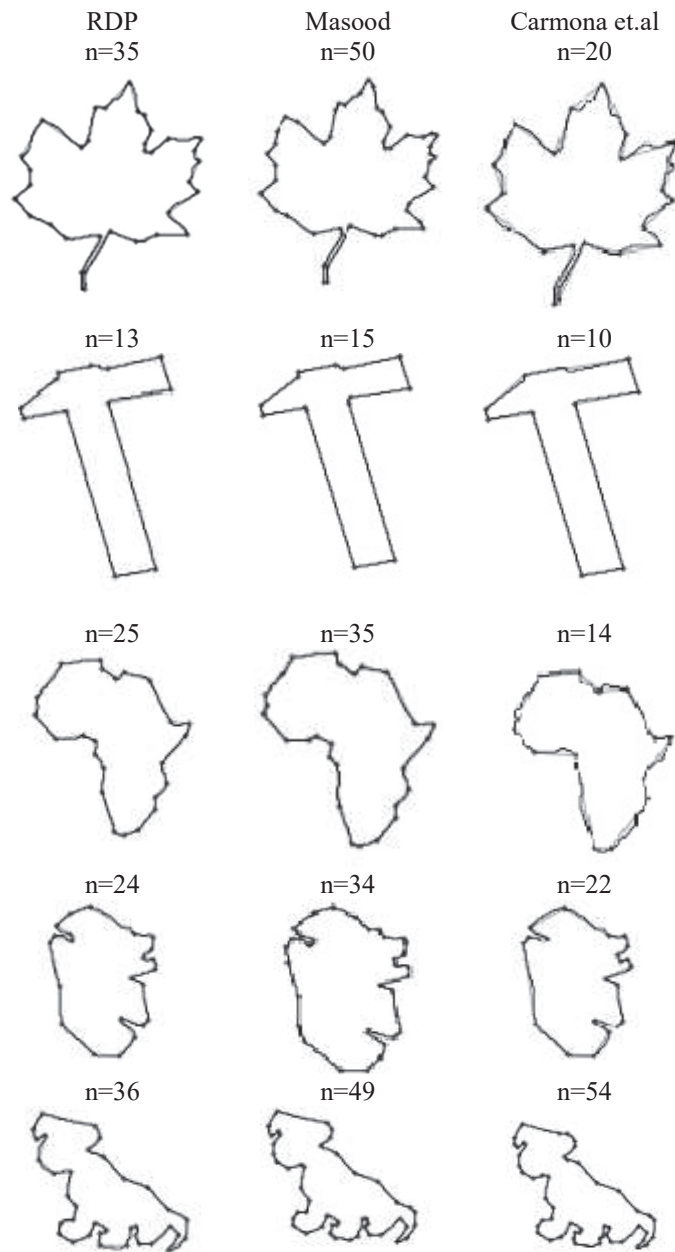 RDP Masood Carmona et.al
n=35 n=50 n=20
n=13 n=15 n=10
n=25 n=35 n=14
n=24 n=34 n=22
n=36 n=49 n=54